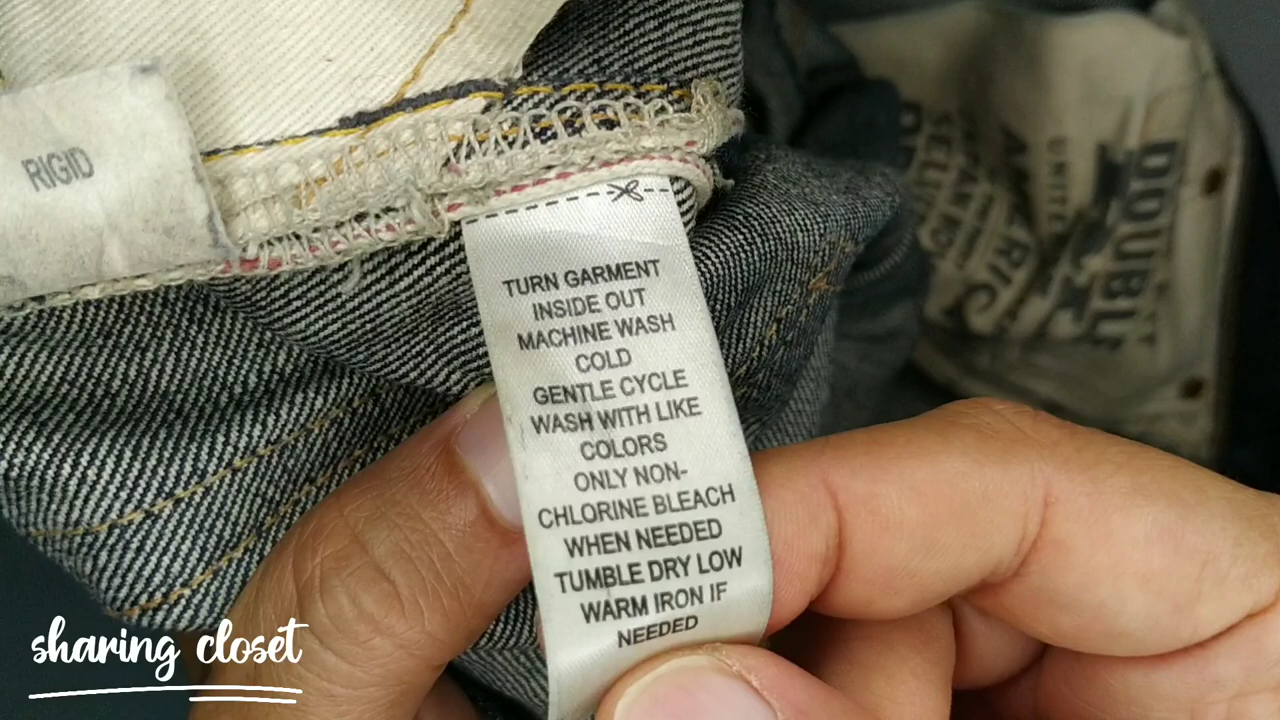 RIGID
TURN GARMENT
INSIDE OUT
MACHINE WASH
COLD
GENTLE CYCLE
WASH WITH LIKE
COLORS
ONLY NON-
CHLORINE BLEACH
WHEN NEEDED
TUMBLE DRY LOW
WARM IRON IF
NEEDED
UNITED
sharing closet